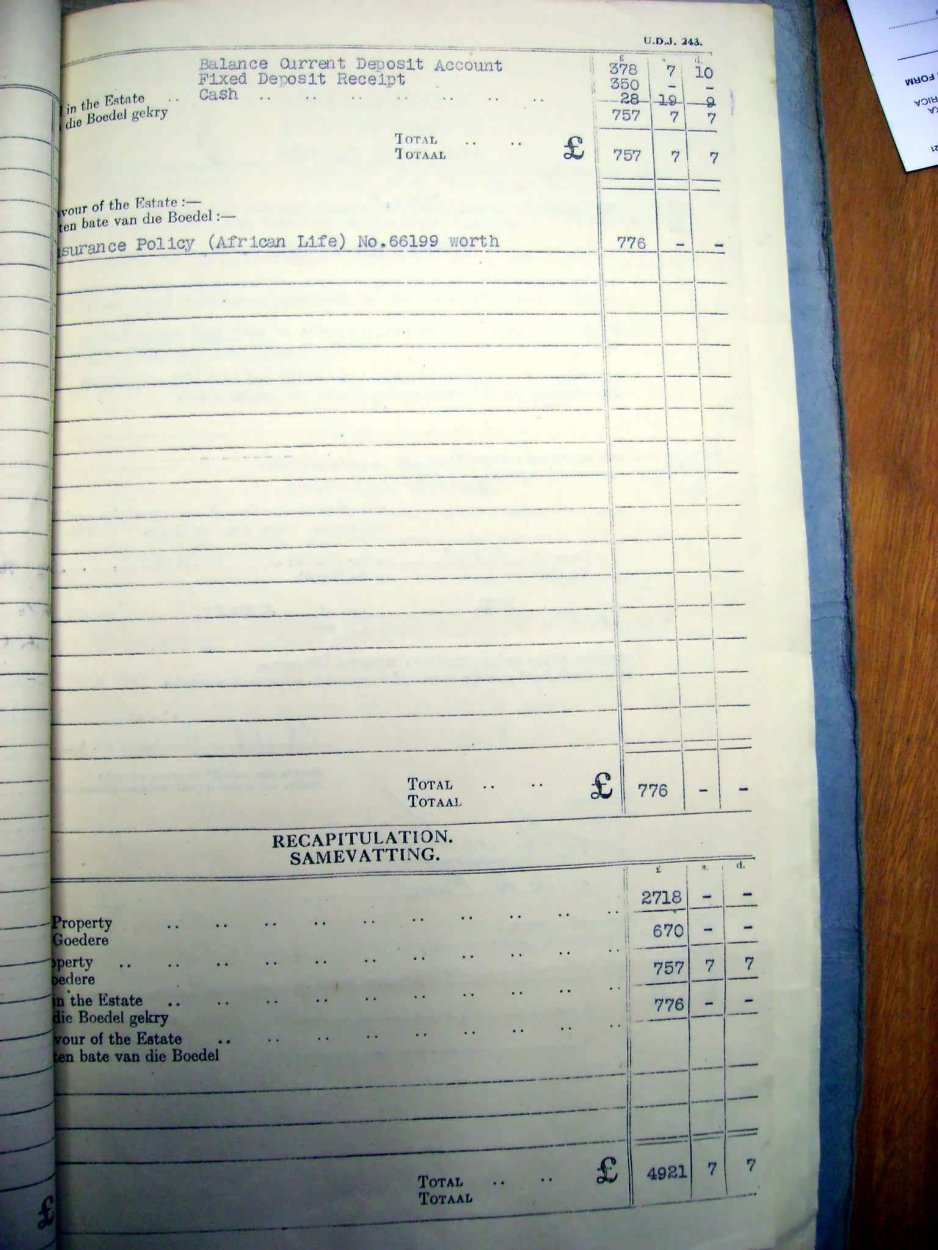 U.D.J. 243.
£ d.
Balance Current Deposit Account 378 7 10
Fixed Deposit Receipt 350 - -
in the Estate .. Cash .. .. .. .. .. .. .. 28 19 9
die Boedel gekry 757 7 7
TOTAL .. ..
TOTAAL £ 757 7 7
vour of the Estate :—
ten bate van die Boedel :—
surance Policy (African Life) No.66199 worth 776 - -
TOTAL .. .. £ 776 - -
TOTAAL
RECAPITULATION.
SAMEVATTING.
£ s. d.
2718 - -
Property .. .. .. .. .. .. .. .. .. .. 670 - -
Goedere
perty .. .. .. .. .. .. .. .. .. .. .. 757 7 7
oedere
in the Estate .. .. .. .. .. .. .. .. .. .. 776 - -
die Boedel gekry
vour of the Estate .. .. .. .. .. .. .. .. ..
ten bate van die Boedel
TOTAL .. .. £ 4921 7 7
TOTAAL
£
FORM
RICA
21